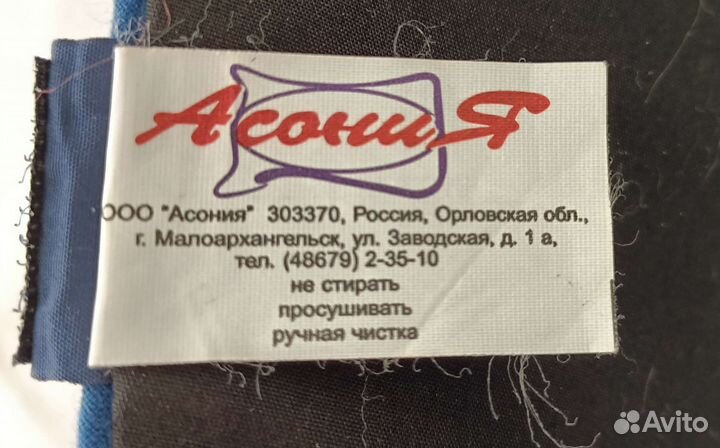 Асония
ООО "Асония" 303370, Россия, Орловская обл.,
г. Малоархангельск, ул. Заводская, д. 1 а,
тел. (48679) 2-35-10
не стирать
просушивать
ручная чистка
Avito